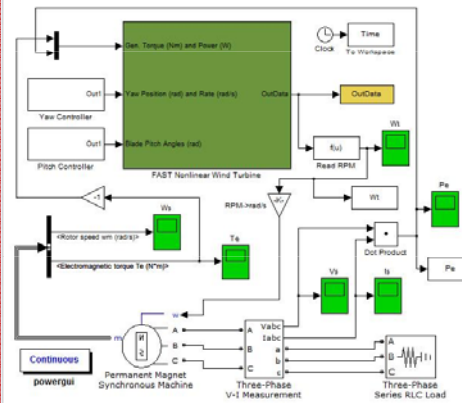 Gen. Torque (Nm) and Power (W)
Clock
Time
To Workspace
Out1
Yaw Position (rad) and Rate (rad/s)
OutData
OutData
Yaw Controller
Wt
Out1
Blade Pitch Angles (rad)
f(u)
Pitch Controller
FAST Nonlinear Wind Turbine
Read RPM
Pe
-1
Ws
RPM->rad/s
-K-
Wt
<Rotor speed wm (rad/s)>
Te
<Electromagnetic torque Te (N*m)>
Dot Product
Vs
Is
Pe
w
m
A
B
C
A
B
C
Vabc
Iabc
a
b
c
A
B
C
Continuous
powergui
Permanent Magnet
Synchronous Machine
Three-Phase
V-I Measurement
Three-Phase
Series RLC Load